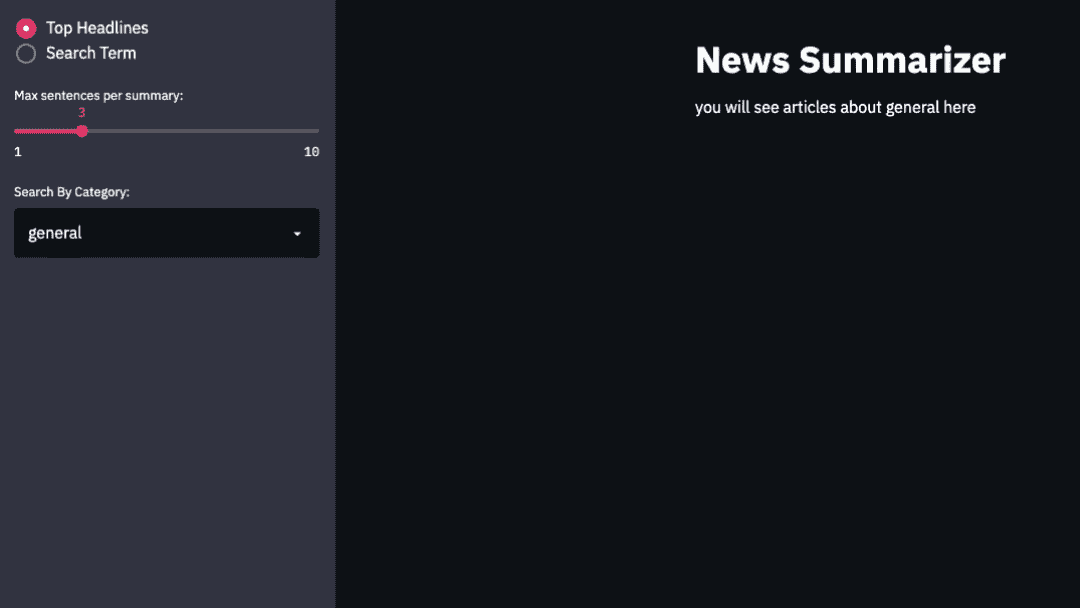 Top Headlines
Search Term
Max sentences per summary:
3
1 10
Search By Category:
general
News Summarizer
you will see articles about general here